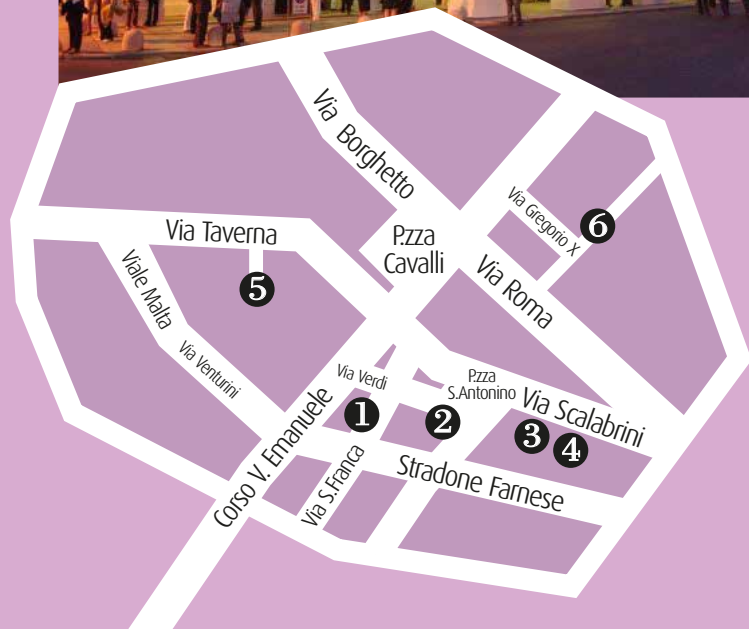 Via Borghetto
Via Gregorio X
6
Via Taverna
P.zza
Cavalli
Viale Malta
5
Via Roma
Via Venturini
Via Verdi
P.zza
S.Antonino
Via Scalabrini
1
2
3
4
Corso V. Emanuele
Via S.Franca
Stradone Farnese